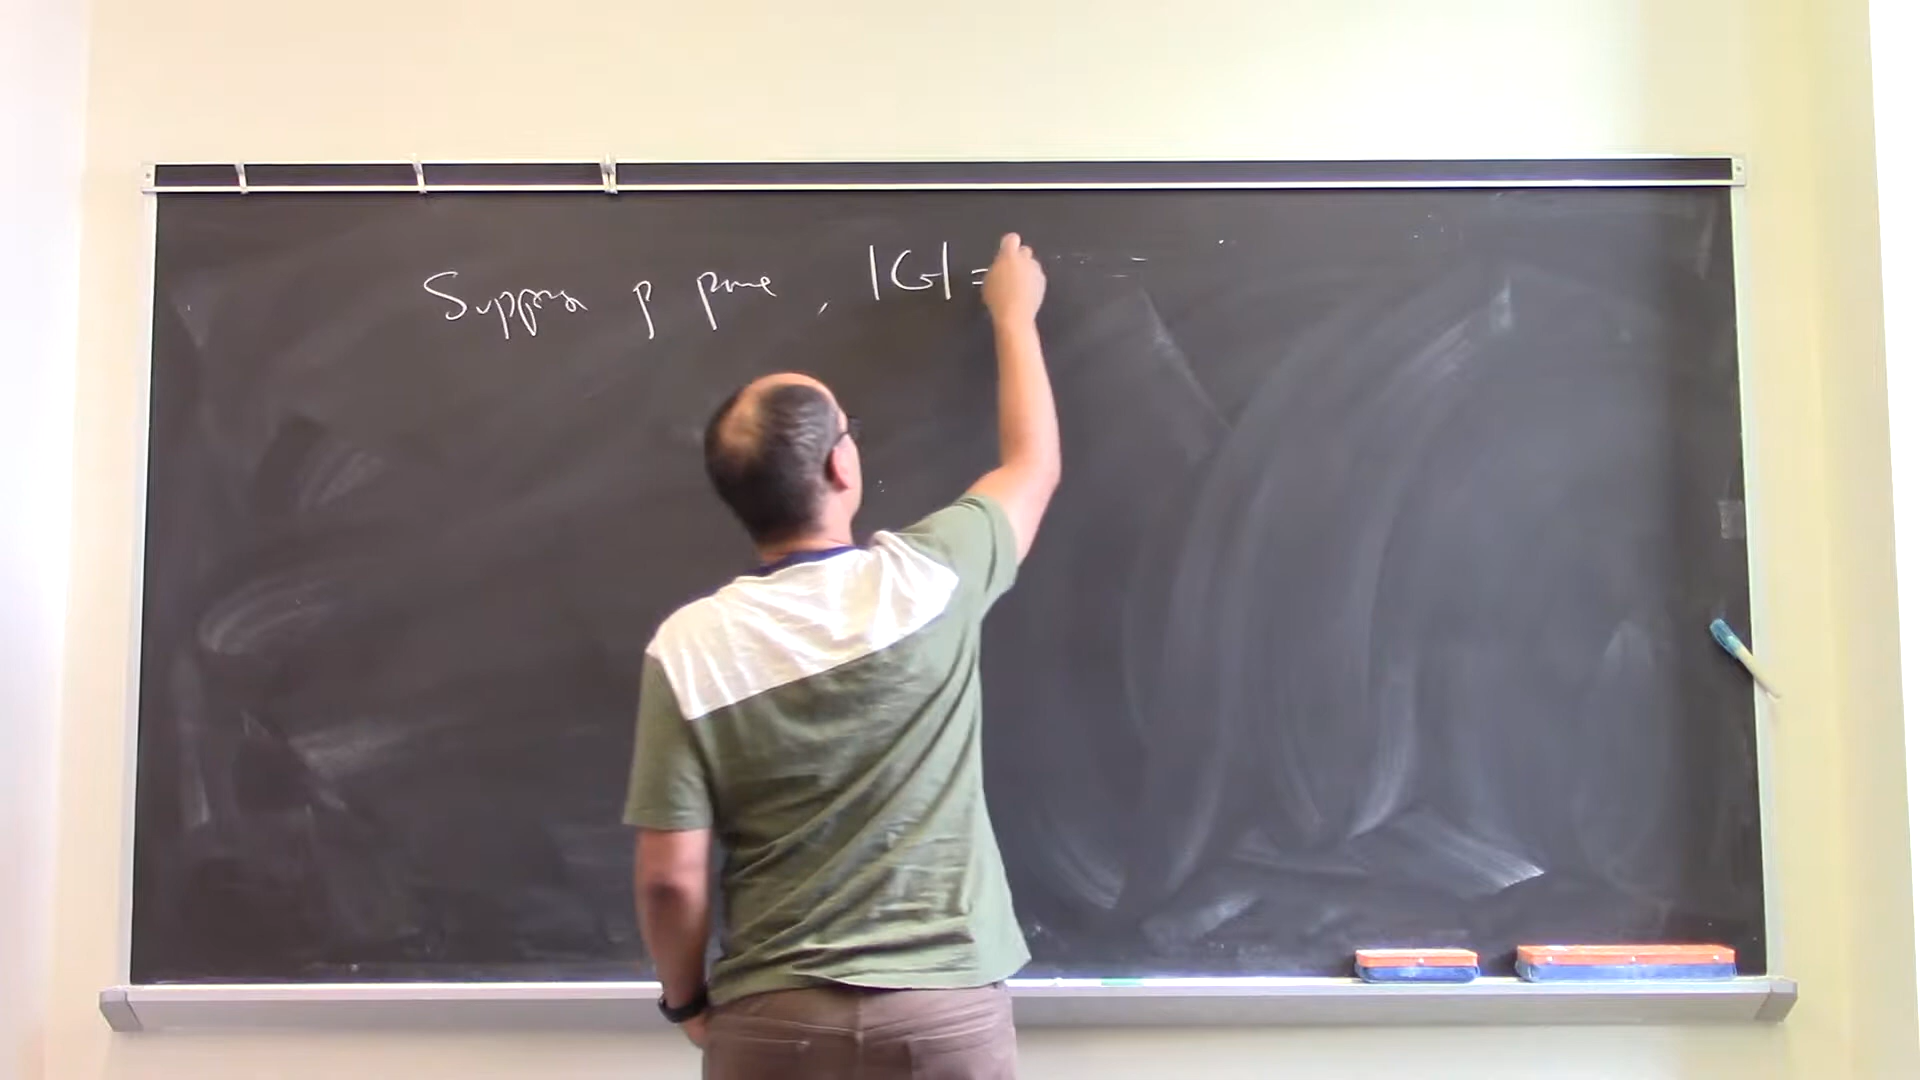 Suppose p prime, |G| =